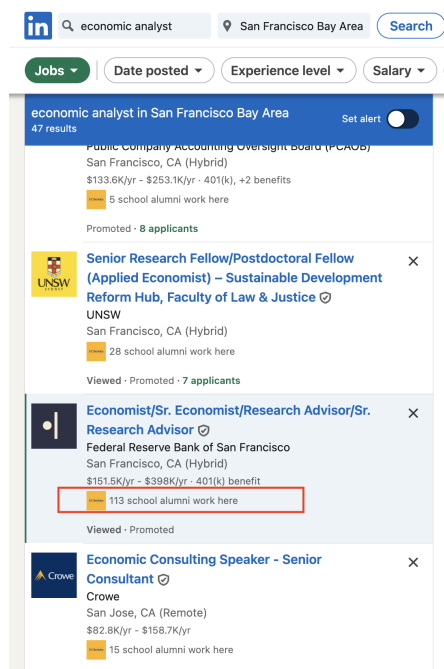 in
economic analyst
San Francisco Bay Area
Search
Jobs
Date posted
Experience level
Salary
economic analyst in San Francisco Bay Area
47 results
Set alert
Public Company Accounting Oversight Board (PCAOB)
San Francisco, CA (Hybrid)
$133.6K/yr - $253.1K/yr · 401(k), +2 benefits
5 school alumni work here
Promoted · 8 applicants
UNSW
SYDNEY
Senior Research Fellow/Postdoctoral Fellow
(Applied Economist) – Sustainable Development
Reform Hub, Faculty of Law & Justice
UNSW
San Francisco, CA (Hybrid)
28 school alumni work here
Viewed · Promoted · 7 applicants
Economist/Sr. Economist/Research Advisor/Sr.
Research Advisor
Federal Reserve Bank of San Francisco
San Francisco, CA (Hybrid)
$151.5K/yr - $398K/yr · 401(k) benefit
113 school alumni work here
Viewed · Promoted
Crowe
Economic Consulting Speaker - Senior
Consultant
Crowe
San Jose, CA (Remote)
$82.8K/yr - $158.7K/yr
15 school alumni work here